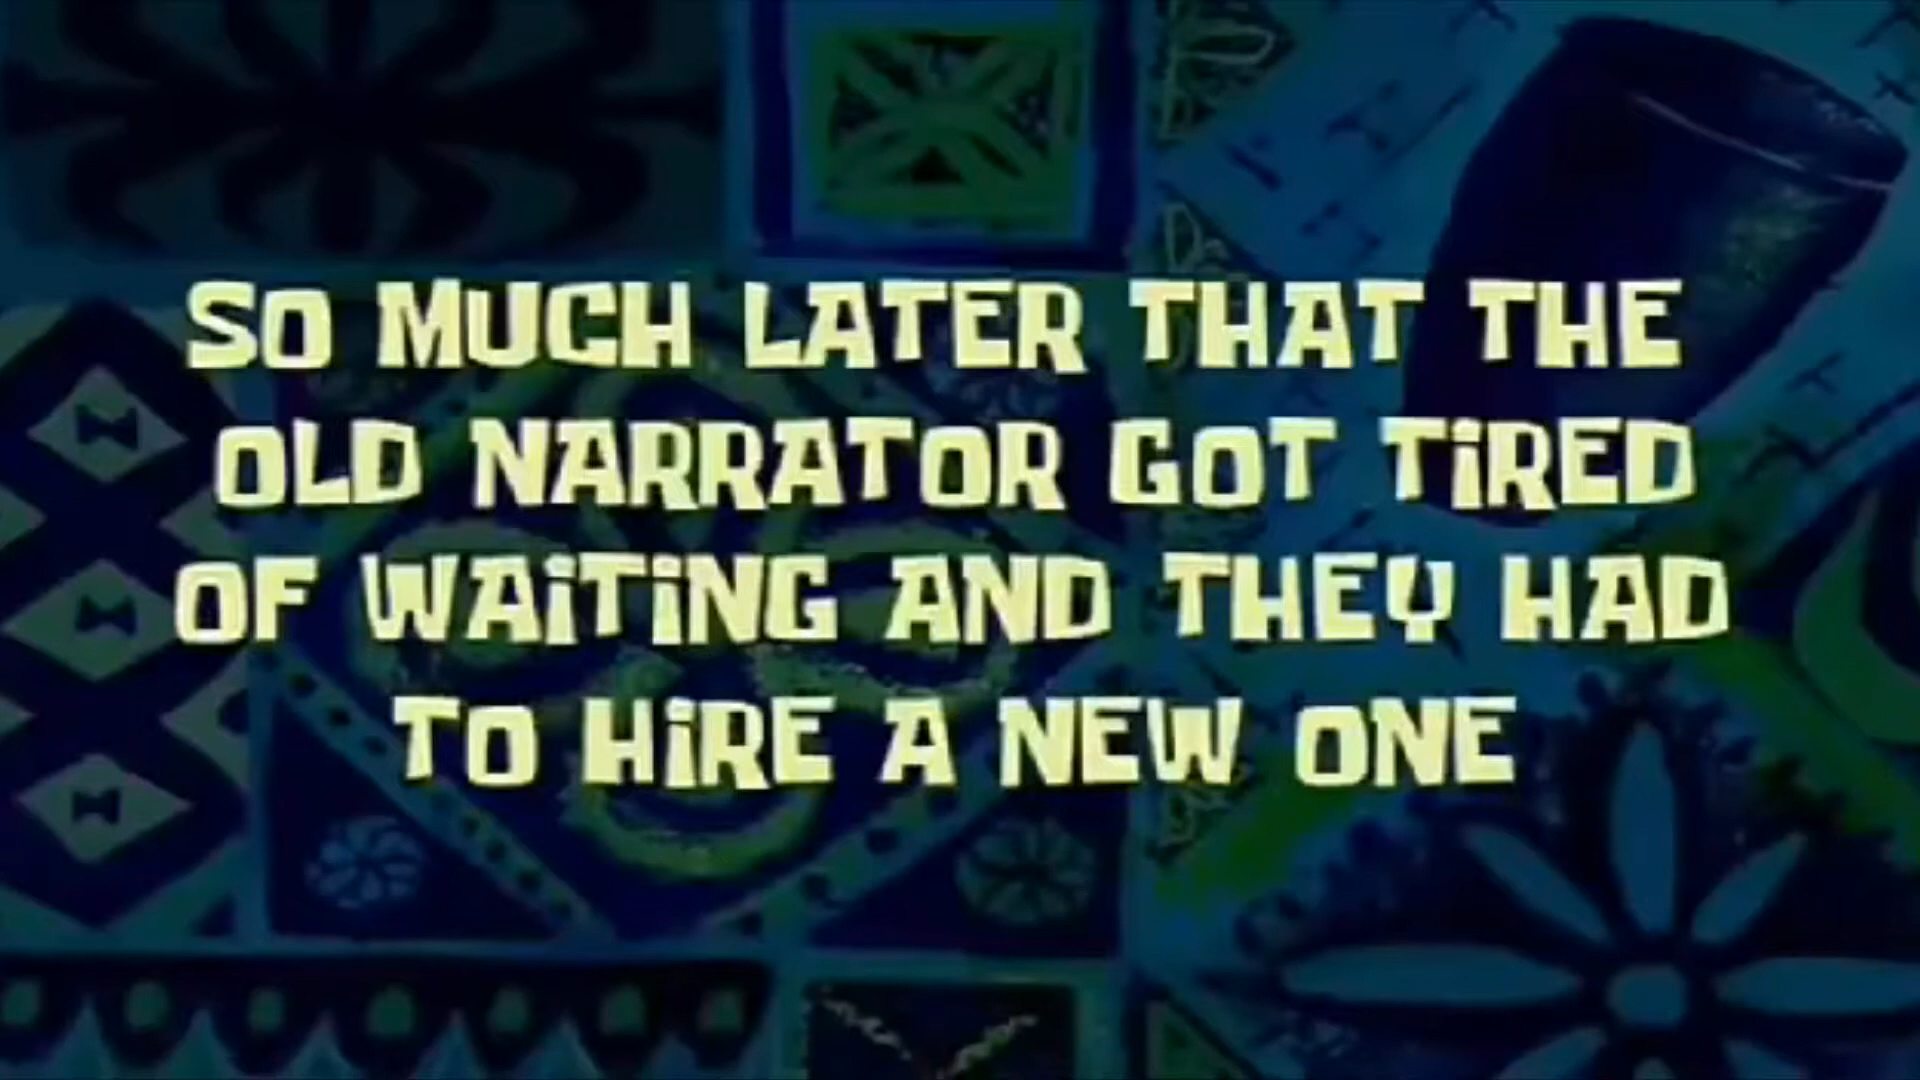 SO MUCH LATER THAT THE
OLD NARRATOR GOT TiRED
OF WAiTiNG AND THEY HAD
TO HiRE A NEW ONE